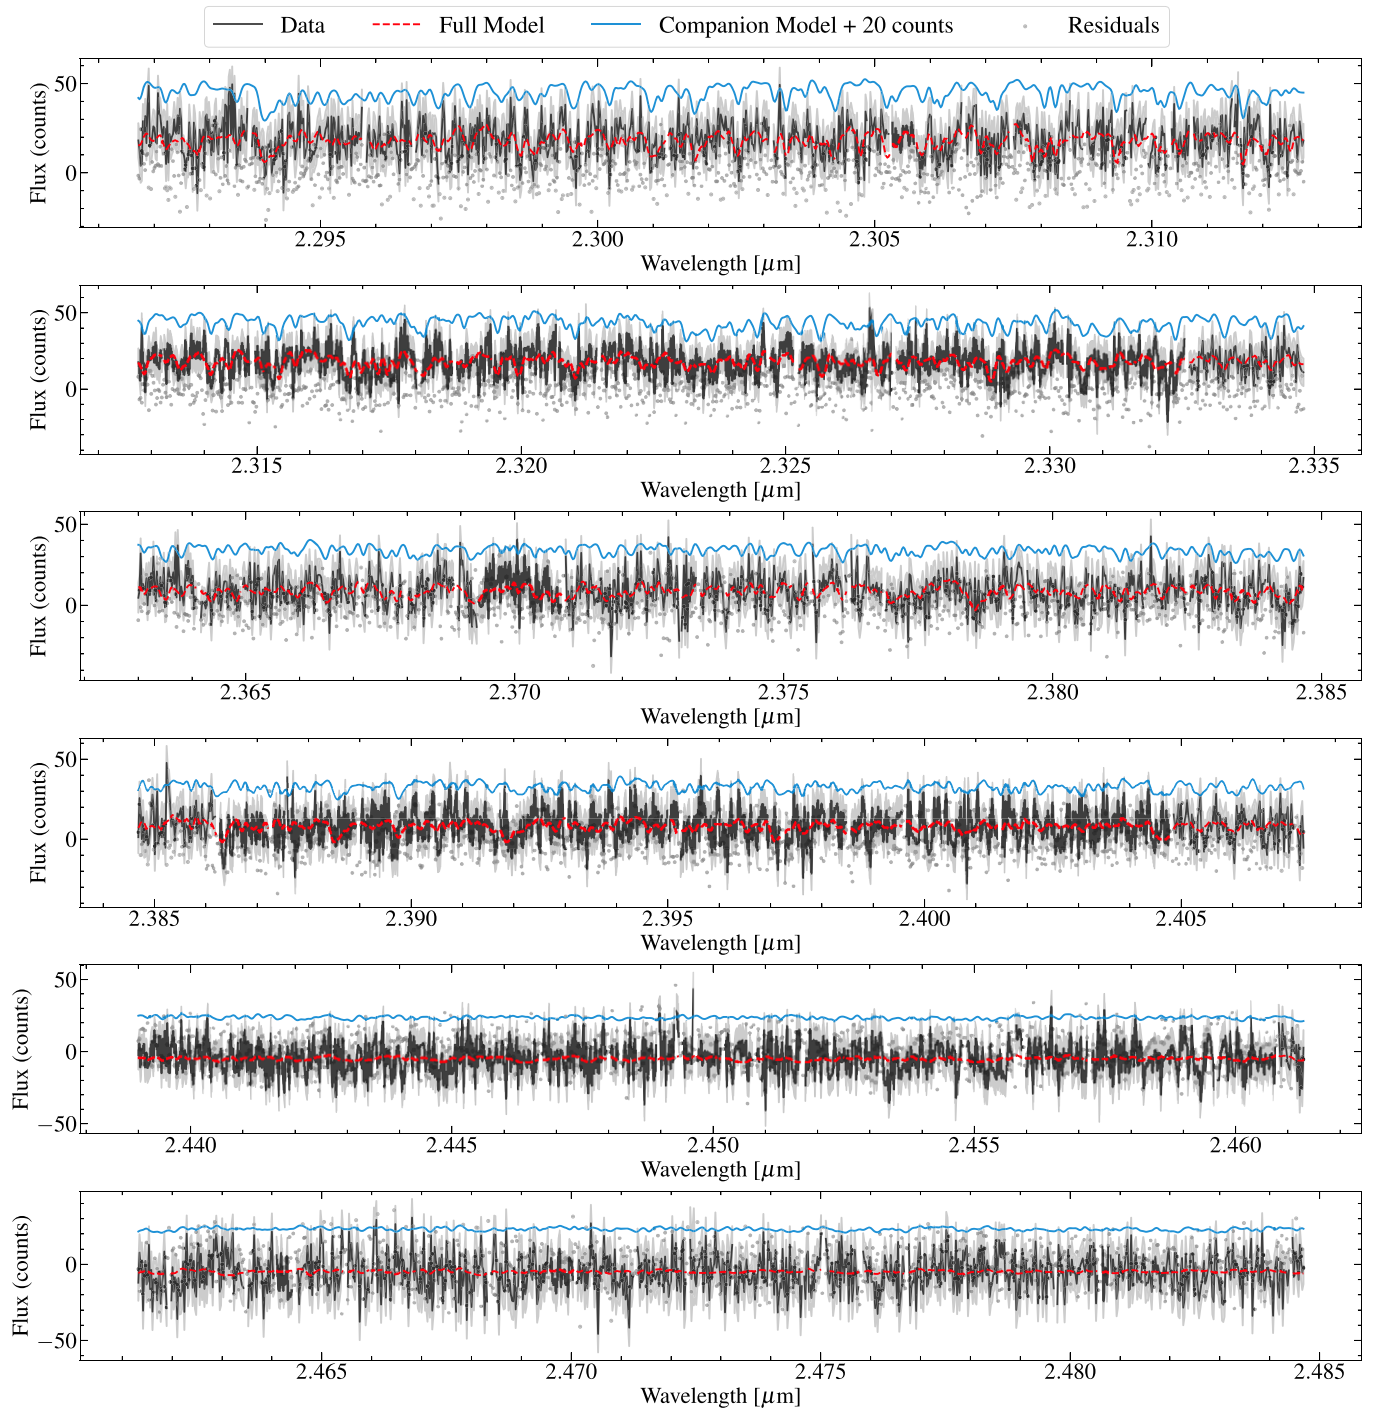 Data Full Model Companion Model + 20 counts Residuals
50
0
Flux (counts)
2.295 2.300 2.305 2.310
Wavelength [μm]
50
0
Flux (counts)
2.315 2.320 2.325 2.330 2.335
Wavelength [μm]
50
0
Flux (counts)
2.365 2.370 2.375 2.380 2.385
Wavelength [μm]
50
0
Flux (counts)
2.385 2.390 2.395 2.400 2.405
Wavelength [μm]
50
0
−50
Flux (counts)
2.440 2.445 2.450 2.455 2.460
Wavelength [μm]
0
−50
Flux (counts)
2.465 2.470 2.475 2.480 2.485
Wavelength [μm]